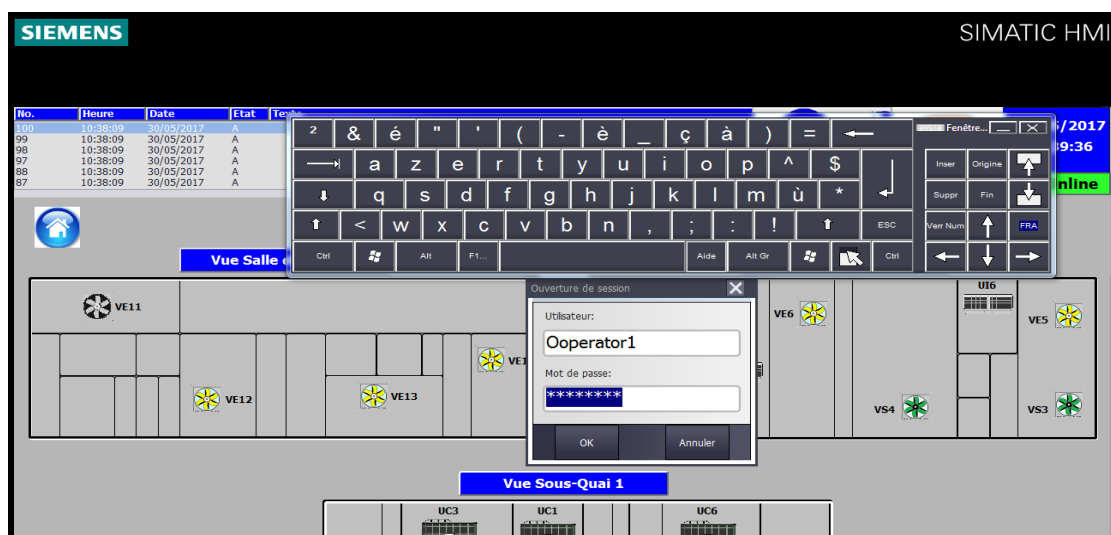 SIEMENS
SIMATIC HMI
No. Heure Date Etat
100 10:38:09 30/05/2017 A
99 10:38:09 30/05/2017 A
98 10:38:09 30/05/2017 A
97 10:38:09 30/05/2017 A
88 10:38:09 30/05/2017 A
87 10:38:09 30/05/2017 A
/2017
9:36
nline
² & é " ' ( - è _ ç à ) =
Fenêtre...
a z e r t y u i o p ^ $
Inser Origine
q s d f g h j k l m ù *
Suppr Fin
< w x c v b n , ; : ! ESC
Verr Num FRA
Ctrl Alt F1... Aide Alt Gr Ctrl
Vue Salle
Ouverture de session
Utilisateur:
Ooperator1
Mot de passe:
********
OK Annuler
VE11
VE12
VE13
VE1
VE6
UI6
VE5
VS4
VS3
Vue Sous-Quai 1
UC3 UC1 UC6